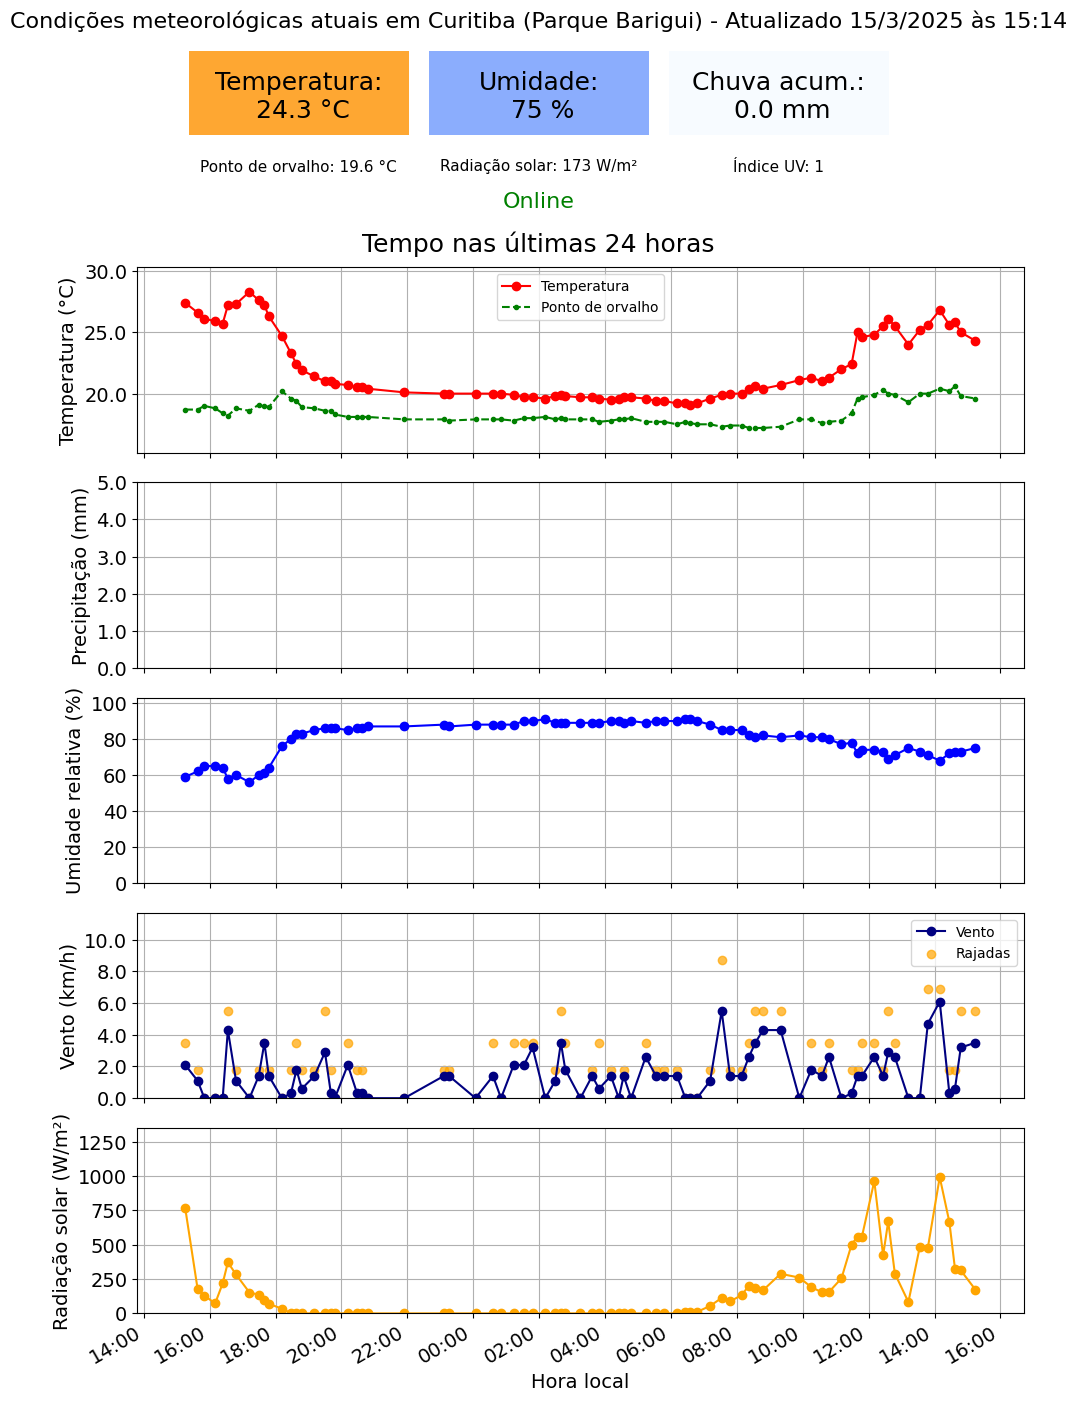 Condições meteorológicas atuais em Curitiba (Parque Barigui) - Atualizado 15/3/2025 às 15:14
Temperatura:
24.3 °C
Umidade:
75 %
Chuva acum.:
0.0 mm
Ponto de orvalho: 19.6 °C
Radiação solar: 173 W/m²
Índice UV: 1
Online
Tempo nas últimas 24 horas
Temperatura (°C)
30.0
25.0
20.0
Temperatura
Ponto de orvalho
Precipitação (mm)
5.0
4.0
3.0
2.0
1.0
0.0
Umidade relativa (%)
100
80
60
40
20
0
Vento (km/h)
10.0
8.0
6.0
4.0
2.0
0.0
Vento
Rajadas
Radiação solar (W/m²)
1250
1000
750
500
250
0
14:00
16:00
18:00
20:00
22:00
00:00
02:00
04:00
06:00
08:00
10:00
12:00
14:00
16:00
Hora local